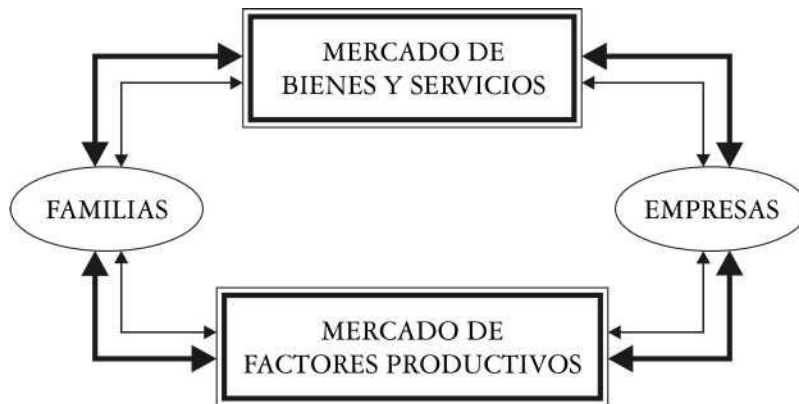 MERCADO DE
BIENES Y SERVICIOS
FAMILIAS
EMPRESAS
MERCADO DE
FACTORES PRODUCTIVOS